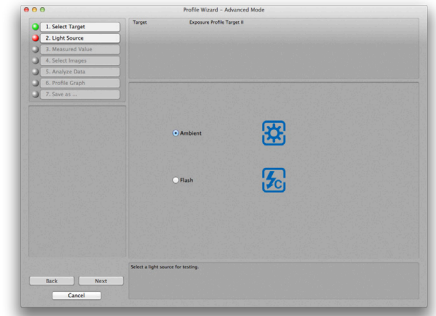 Profile Wizard - Advanced Mode
1. Select Target
2. Light Source
3. Measured Value
4. Select Images
5. Analyze Data
6. Profile Graph
7. Save as ...
Target Exposure Profile Target II
Ambient
Flash
C
Select a light source for testing.
Back Next
Cancel